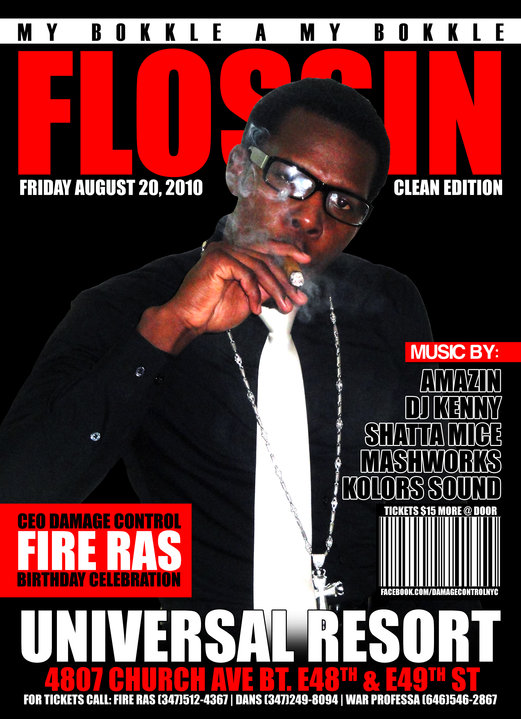 MY BOKKLE A MY BOKKLE
FLOSSIN
FRIDAY AUGUST 20, 2010
CLEAN EDITION
MUSIC BY:
AMAZIN
DJ KENNY
SHATTA MICE
MASHWORKS
KOLORS SOUND
TICKETS $15 MORE @ DOOR
FACEBOOK.COM/DAMAGECONTROLNYC
CEO DAMAGE CONTROL
FIRE RAS
BIRTHDAY CELEBRATION
UNIVERSAL RESORT
4807 CHURCH AVE BT. E48TH & E49TH ST
FOR TICKETS CALL: FIRE RAS (347)512-4367 | DANS (347)249-8094 | WAR PROFESSA (646)546-2867